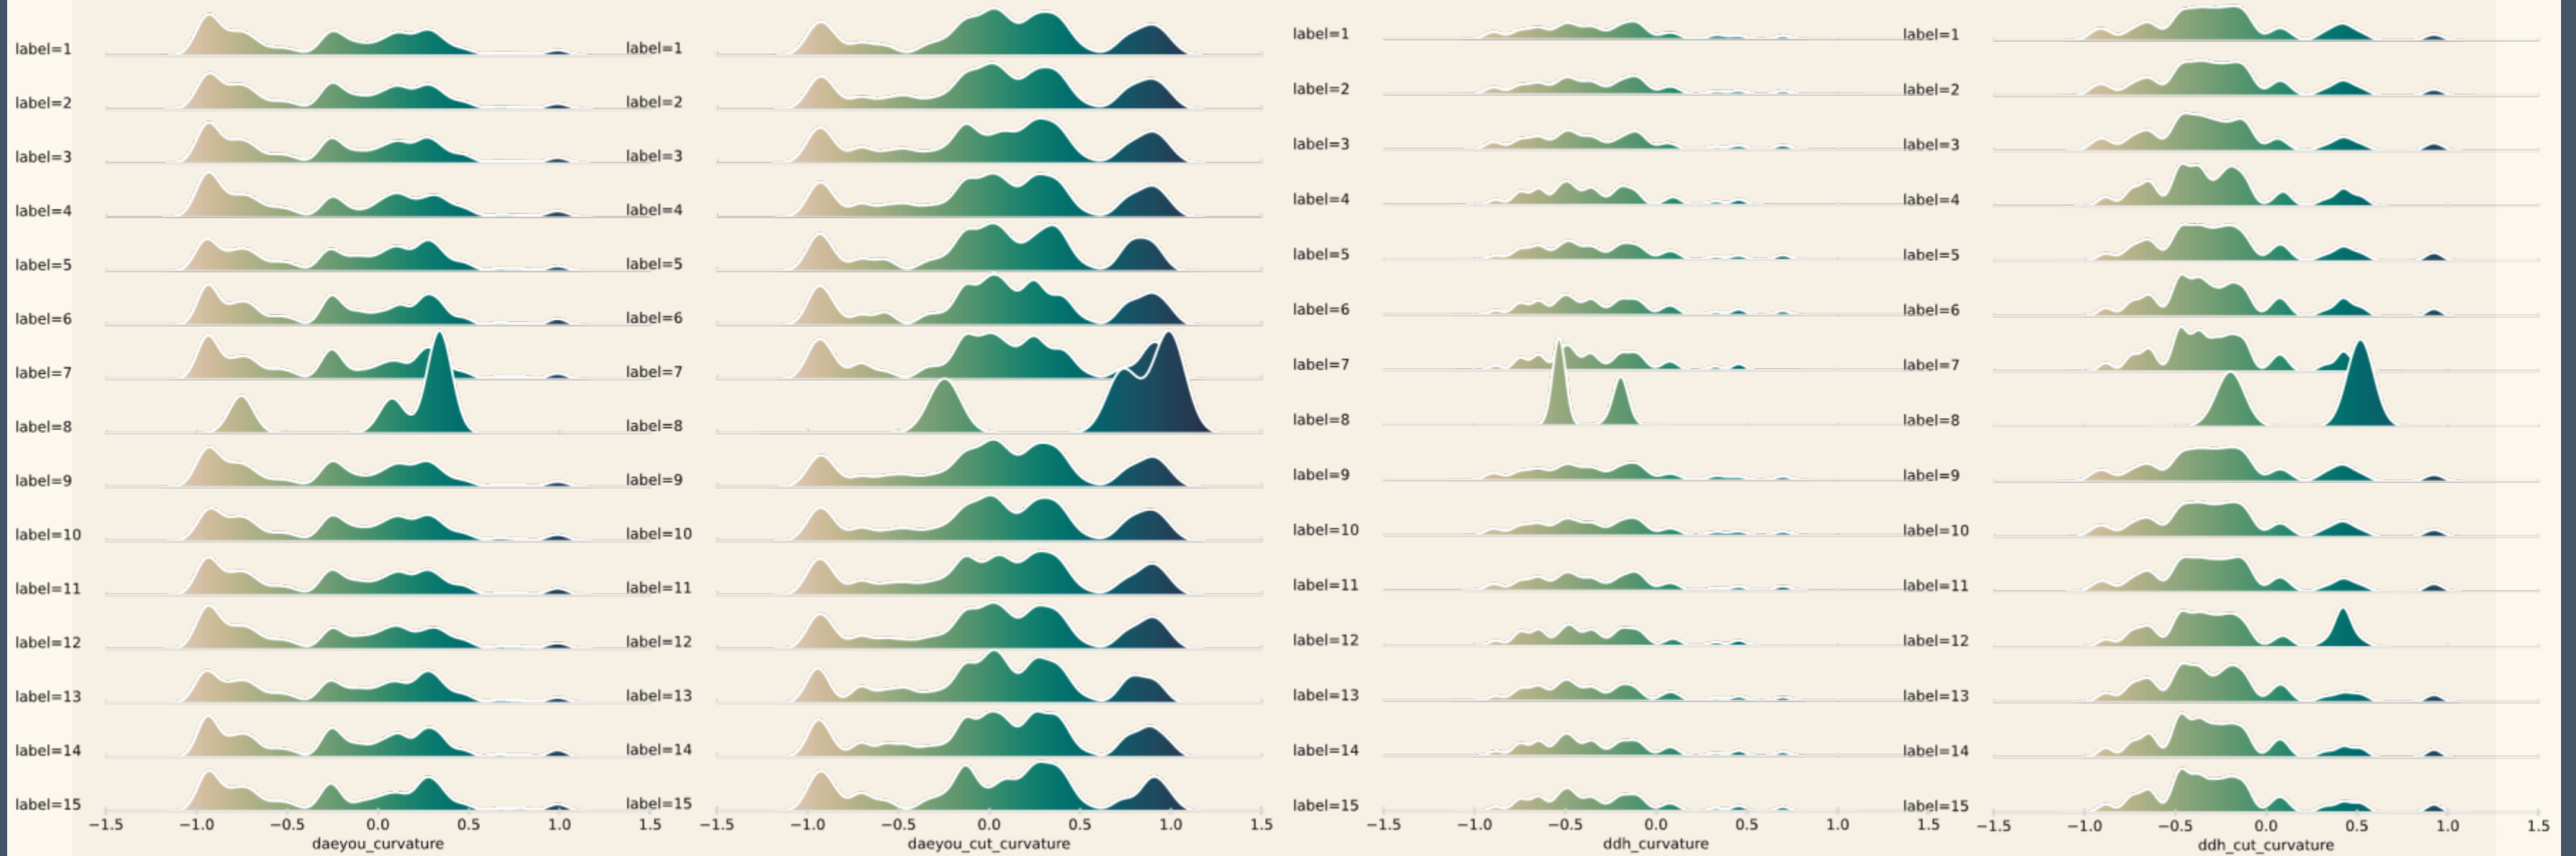 label=1 label=1 label=1 label=1
label=2 label=2 label=2 label=2
label=3 label=3 label=3 label=3
label=4 label=4 label=4 label=4
label=5 label=5 label=5 label=5
label=6 label=6 label=6 label=6
label=7 label=7 label=7 label=7
label=8 label=8 label=8 label=8
label=9 label=9 label=9 label=9
label=10 label=10 label=10 label=10
label=11 label=11 label=11 label=11
label=12 label=12 label=12 label=12
label=13 label=13 label=13 label=13
label=14 label=14 label=14 label=14
label=15 label=15 label=15 label=15
−1.5 −1.0 −0.5 0.0 0.5 1.0 1.5 −1.5 −1.0 −0.5 0.0 0.5 1.0 1.5 −1.5 −1.0 −0.5 0.0 0.5 1.0 1.5 −1.5 −1.0 −0.5 0.0 0.5 1.0 1.5
daeyou_curvature daeyou_cut_curvature ddh_curvature ddh_cut_curvature